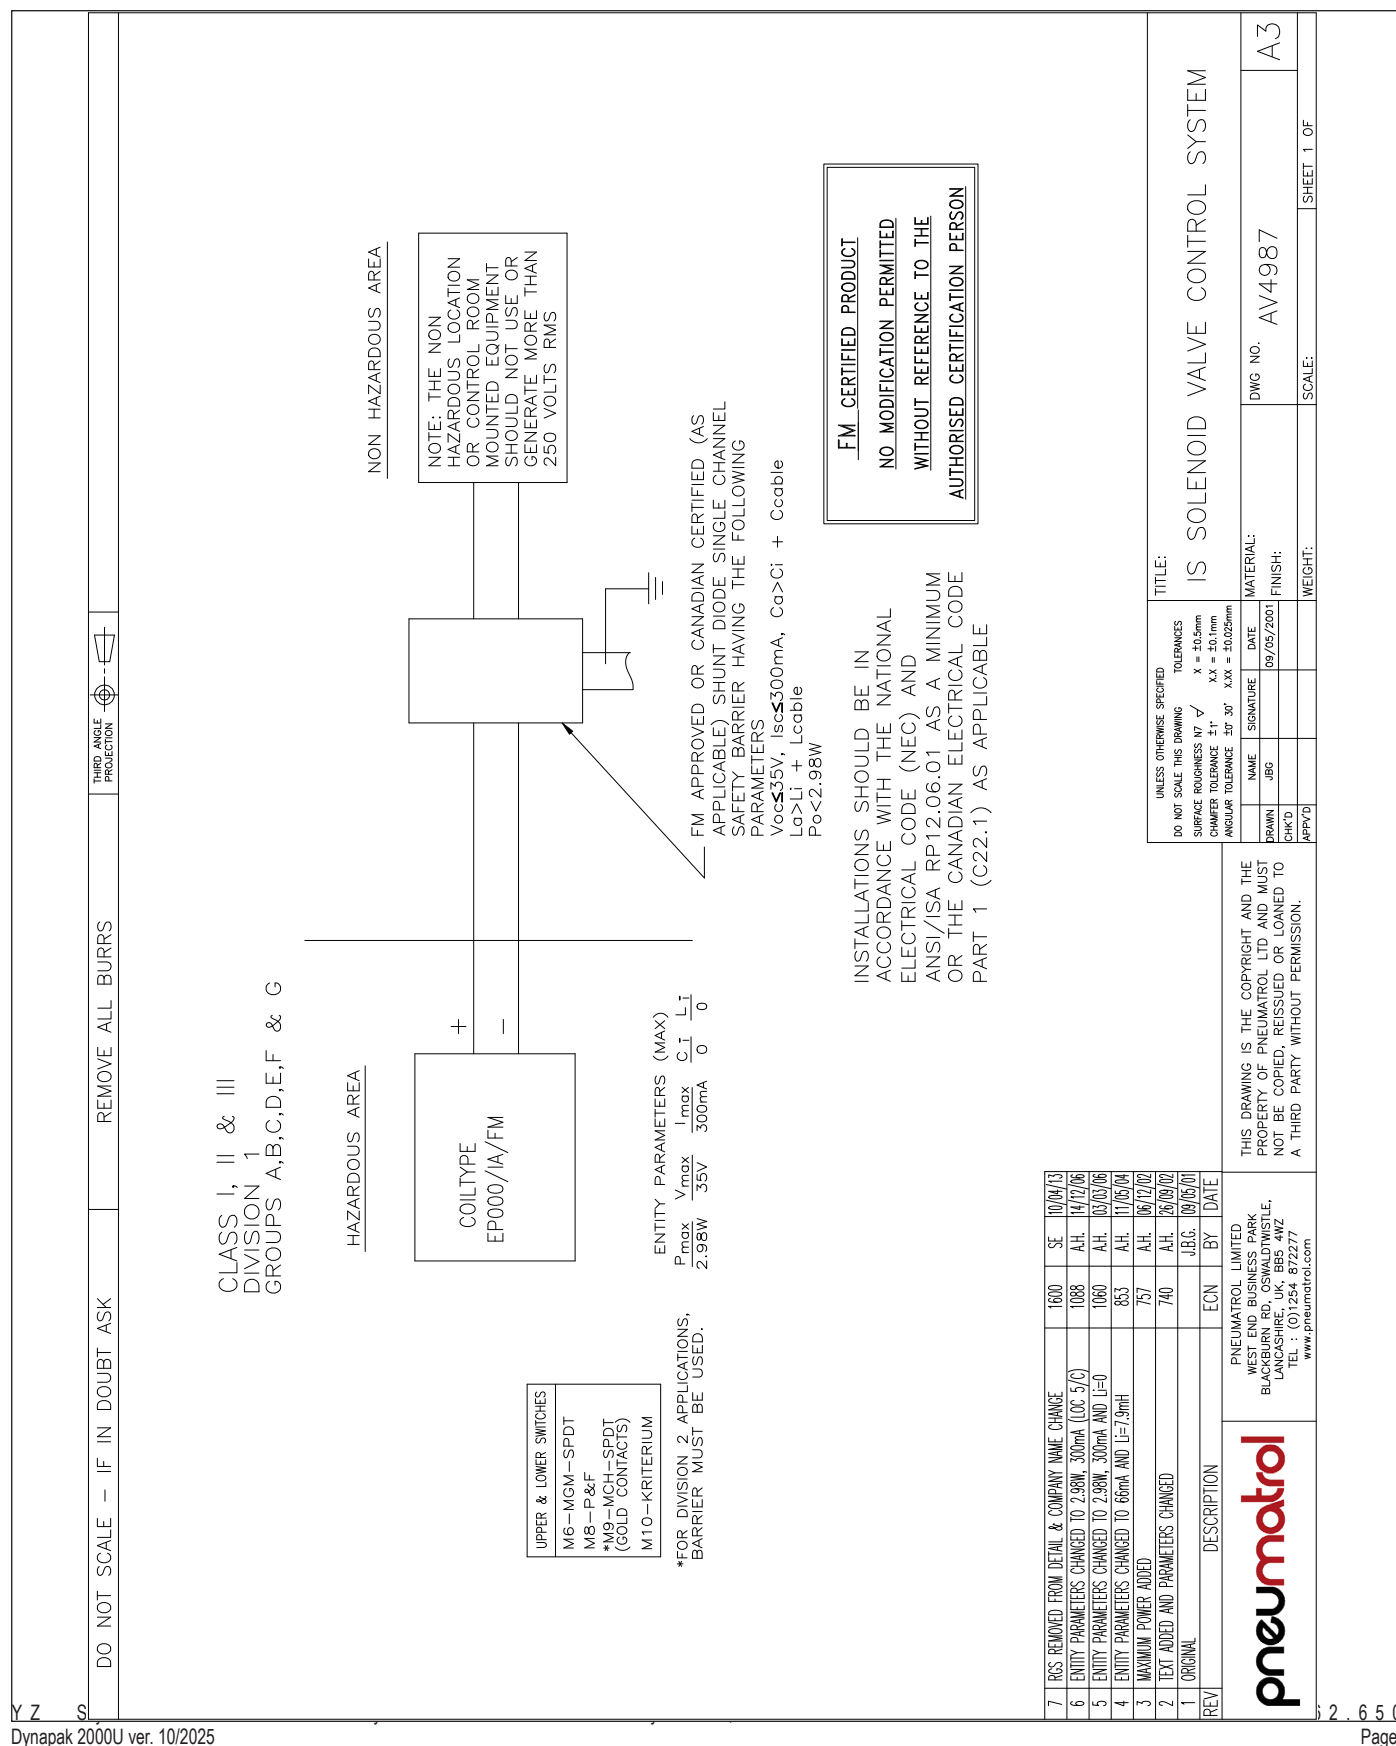 DO NOT SCALE – IF IN DOUBT ASK
REMOVE ALL BURRS
THIRD ANGLE
PROJECTION
CLASS I, II & III
DIVISION 1
GROUPS A,B,C,D,E,F & G
HAZARDOUS AREA
NON HAZARDOUS AREA
COILTYPE
EP000/IA/FM
+
–
NOTE: THE NON
HAZARDOUS LOCATION
OR CONTROL ROOM
MOUNTED EQUIPMENT
SHOULD NOT USE OR
GENERATE MORE THAN
250 VOLTS RMS
ENTITY PARAMETERS (MAX)
Pmax Vmax Imax Ci Li
2.98W 35V 300mA 0 0
UPPER & LOWER SWITCHES
M6–MGM–SPDT
M8–P&F
*M9–MCH–SPDT
(GOLD CONTACTS)
M10–KRITERIUM
*FOR DIVISION 2 APPLICATIONS,
BARRIER MUST BE USED.
FM APPROVED OR CANADIAN CERTIFIED (AS
APPLICABLE) SHUNT DIODE SINGLE CHANNEL
SAFETY BARRIER HAVING THE FOLLOWING
PARAMETERS
Voc≤35V, Isc≤300mA, Ca>Ci + Ccable
La>Li + Lcable
Po<2.98W
INSTALLATIONS SHOULD BE IN
ACCORDANCE WITH THE NATIONAL
ELECTRICAL CODE (NEC) AND
ANSI/ISA RP12.06.01 AS A MINIMUM
OR THE CANADIAN ELECTRICAL CODE
PART 1 (C22.1) AS APPLICABLE
FM CERTIFIED PRODUCT
NO MODIFICATION PERMITTED
WITHOUT REFERENCE TO THE
AUTHORISED CERTIFICATION PERSON
7 RGS REMOVED FROM DETAIL & COMPANY NAME CHANGE 1600 SE 10/04/13
6 ENTITY PARAMETERS CHANGED TO 2.98W, 300mA (LOC 5/C) 1088 A.H. 14/12/06
5 ENTITY PARAMETERS CHANGED TO 2.98W, 300mA AND Li=0 1060 A.H. 03/03/06
4 ENTITY PARAMETERS CHANGED TO 66mA AND Li=7.9mH 853 A.H. 11/05/04
3 MAXIMUM POWER ADDED 757 A.H. 06/12/02
2 TEXT ADDED AND PARAMETERS CHANGED 740 A.H. 26/09/02
1 ORIGINAL J.B.G. 09/05/01
REV DESCRIPTION ECN BY DATE
pneumatrol
PNEUMATROL LIMITED
WEST END BUSINESS PARK
BLACKBURN RD, OSWALDTWISTLE,
LANCASHIRE, UK, BB5 4WZ
TEL : (0)1254 872277
www.pneumatrol.com
THIS DRAWING IS THE COPYRIGHT AND THE
PROPERTY OF PNEUMATROL LTD AND MUST
NOT BE COPIED, REISSUED OR LOANED TO
A THIRD PARTY WITHOUT PERMISSION.
UNLESS OTHERWISE SPECIFIED
DO NOT SCALE THIS DRAWING TOLERANCES
SURFACE ROUGHNESS N7 X = ±0.5mm
CHAMFER TOLERANCE ±1° X.X = ±0.1mm
ANGULAR TOLERANCE ±0° 30' X.XX = ±0.025mm
NAME SIGNATURE DATE
DRAWN JBG 09/05/2001
CHK'D
APPV'D
TITLE:
IS SOLENOID VALVE CONTROL SYSTEM
MATERIAL:
FINISH:
WEIGHT:
DWG NO.
AV4987
A3
SCALE:
SHEET 1 OF
Y Z S
2 . 6 5 0
Dynapak 2000U ver. 10/2025
Page